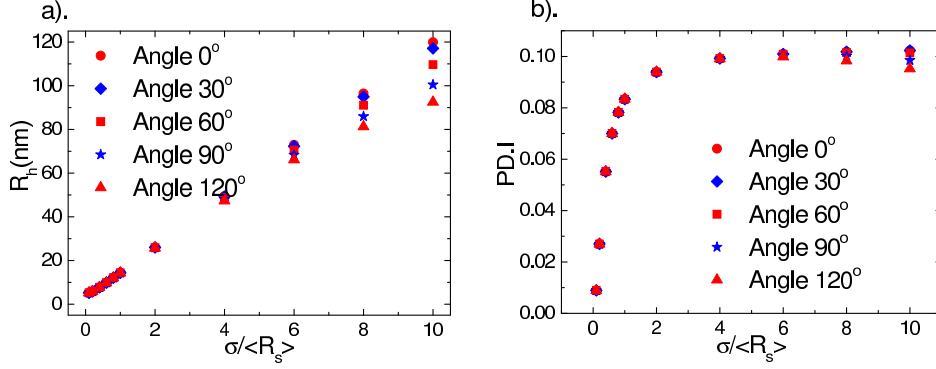 a).
R_h(nm)
120
100
80
60
40
20
0
Angle 0°
Angle 30°
Angle 60°
Angle 90°
Angle 120°
0 2 4 6 8 10
σ/<R_s>
b).
PD.I
0.10
0.08
0.06
0.04
0.02
0.00
Angle 0°
Angle 30°
Angle 60°
Angle 90°
Angle 120°
0 2 4 6 8 10
σ/<R_s>